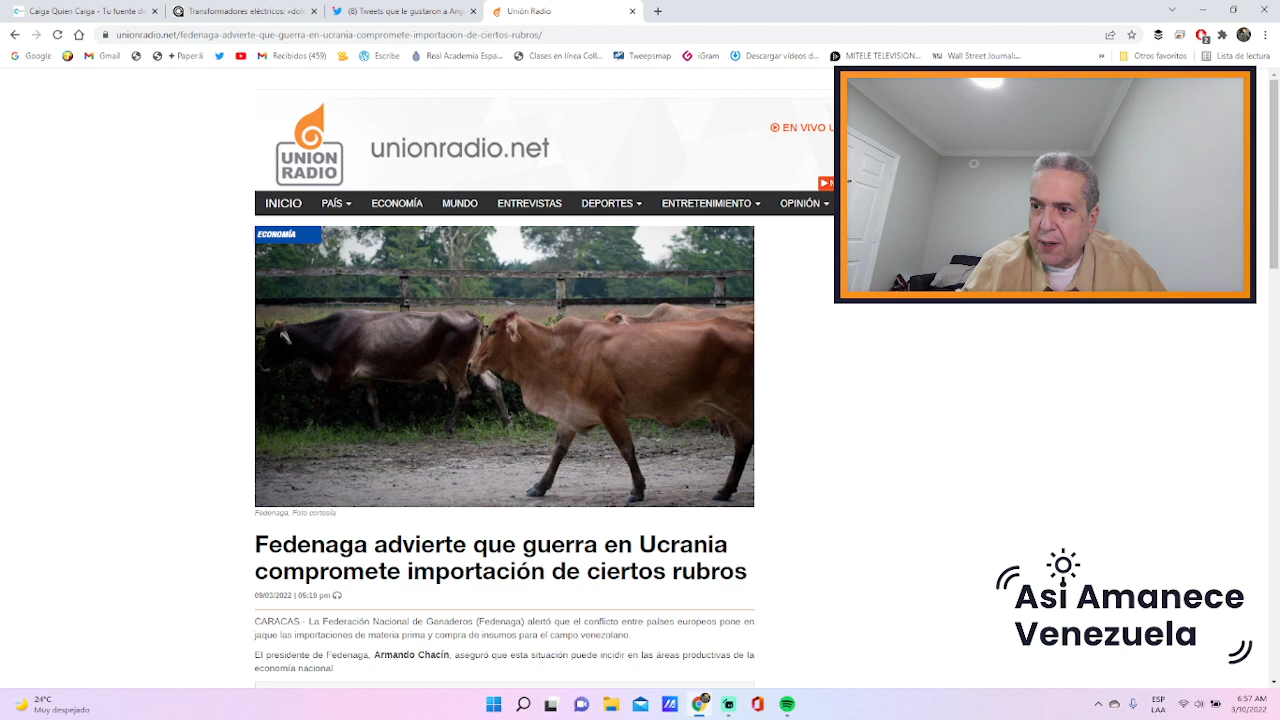 Caiga Quien Caiga - Tu fuente de
Transformadores de la ciudad col
(8) Tweets guardados / Ang
Unión Radio
unionradio.net/fedenaga-advierte-que-guerra-en-ucrania-compromete-importacion-de-ciertos-rubros/
Google
Gmail
+ Paper.li
Recibidos (459)
Escribe
Real Academia Espa...
Clases en línea Coll...
Tweepsmap
iGram
Descargar vídeos d...
MITELE TELEVISION...
Wall Street Journal:...
Otros favoritos
Lista de lectura
UNION
RADIO
unionradio.net
EN VIVO U
INICIO
PAÍS
ECONOMÍA
MUNDO
ENTREVISTAS
DEPORTES
ENTRETENIMIENTO
OPINIÓN
ECONOMÍA
Fedenaga. Foto cortesía
Fedenaga advierte que guerra en Ucrania
compromete importación de ciertos rubros
09/03/2022 | 05:19 pm
CARACAS.- La Federación Nacional de Ganaderos (Fedenaga) alertó que el conflicto entre países europeos pone en
jaque las importaciones de materia prima y compra de insumos para el campo venezolano.
El presidente de Fedenaga, Armando Chacín, aseguró que esta situación puede incidir en las áreas productivas de la
economía nacional.
Así Amanece
Venezuela
24°C
Muy despejado
ESP
LAA
6:57 AM
3/10/2022